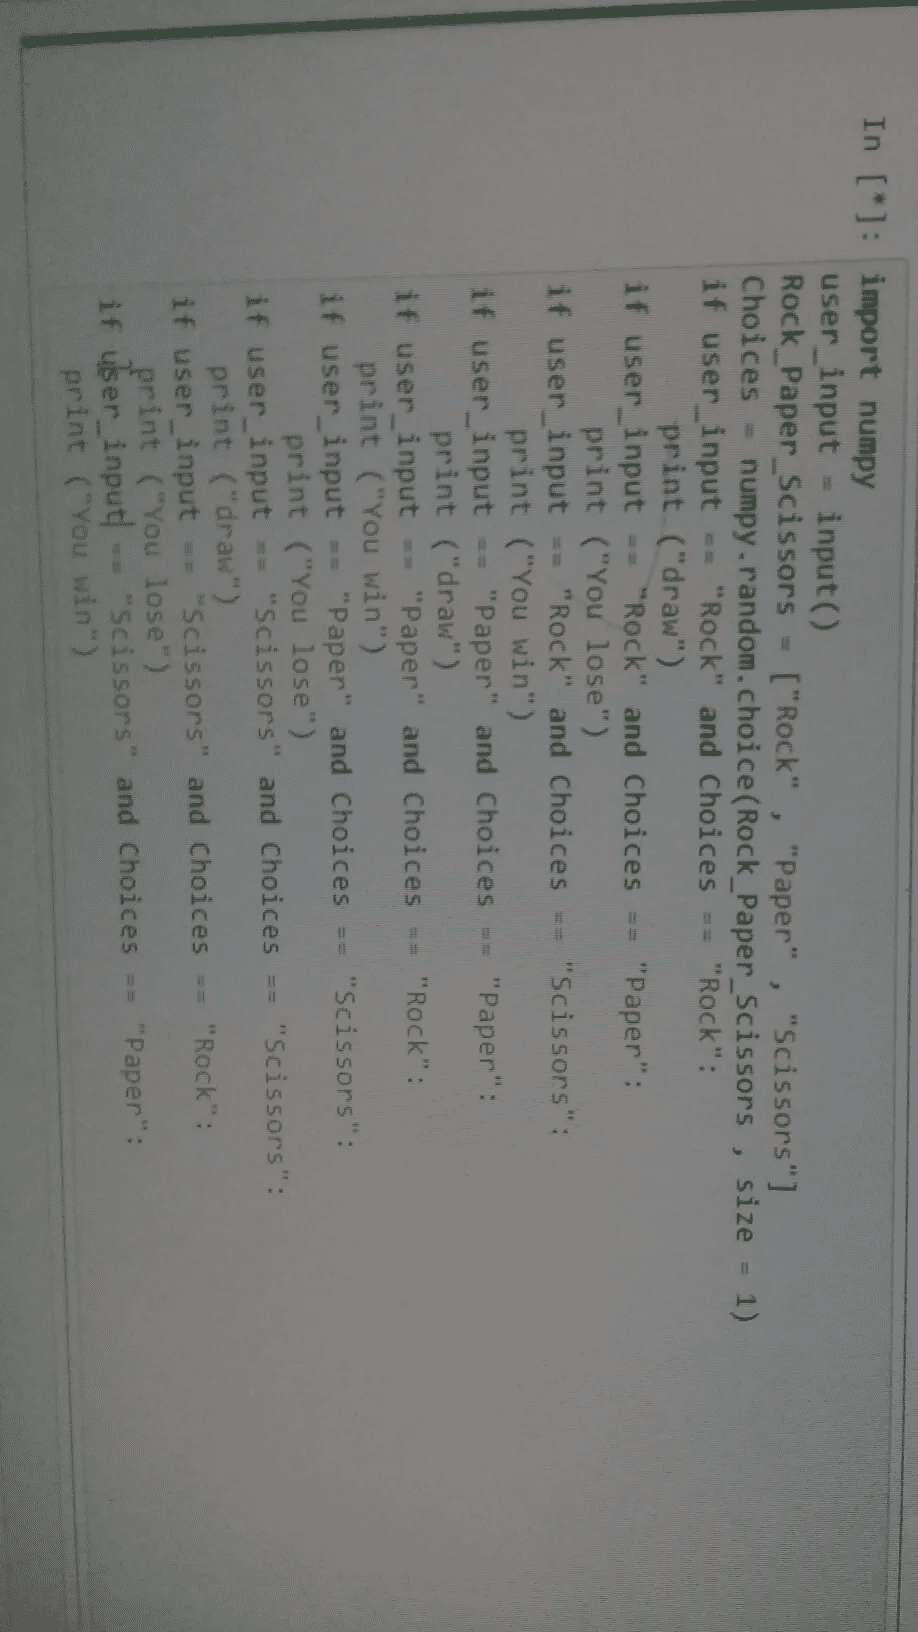 In [*]: import numpy
user_input = input()
Rock_Paper_Scissors = ["Rock" , "Paper" , "Scissors"]
Choices = numpy.random.choice(Rock_Paper_Scissors , size = 1)
if user_input == "Rock" and Choices == "Rock":
print ("draw")
if user_input == "Rock" and Choices == "Paper":
print ("You lose")
if user_input == "Rock" and Choices == "Scissors":
print ("You win")
if user_input == "Paper" and Choices == "Paper":
print ("draw")
if user_input == "Paper" and Choices == "Rock":
print ("You win")
if user_input == "Paper" and Choices == "Scissors":
print ("You lose")
if user_input == "Scissors" and Choices == "Scissors":
print ("draw")
if user_input == "Scissors" and Choices == "Rock":
print ("You lose")
if user_input == "Scissors" and Choices == "Paper":
print ("You win")